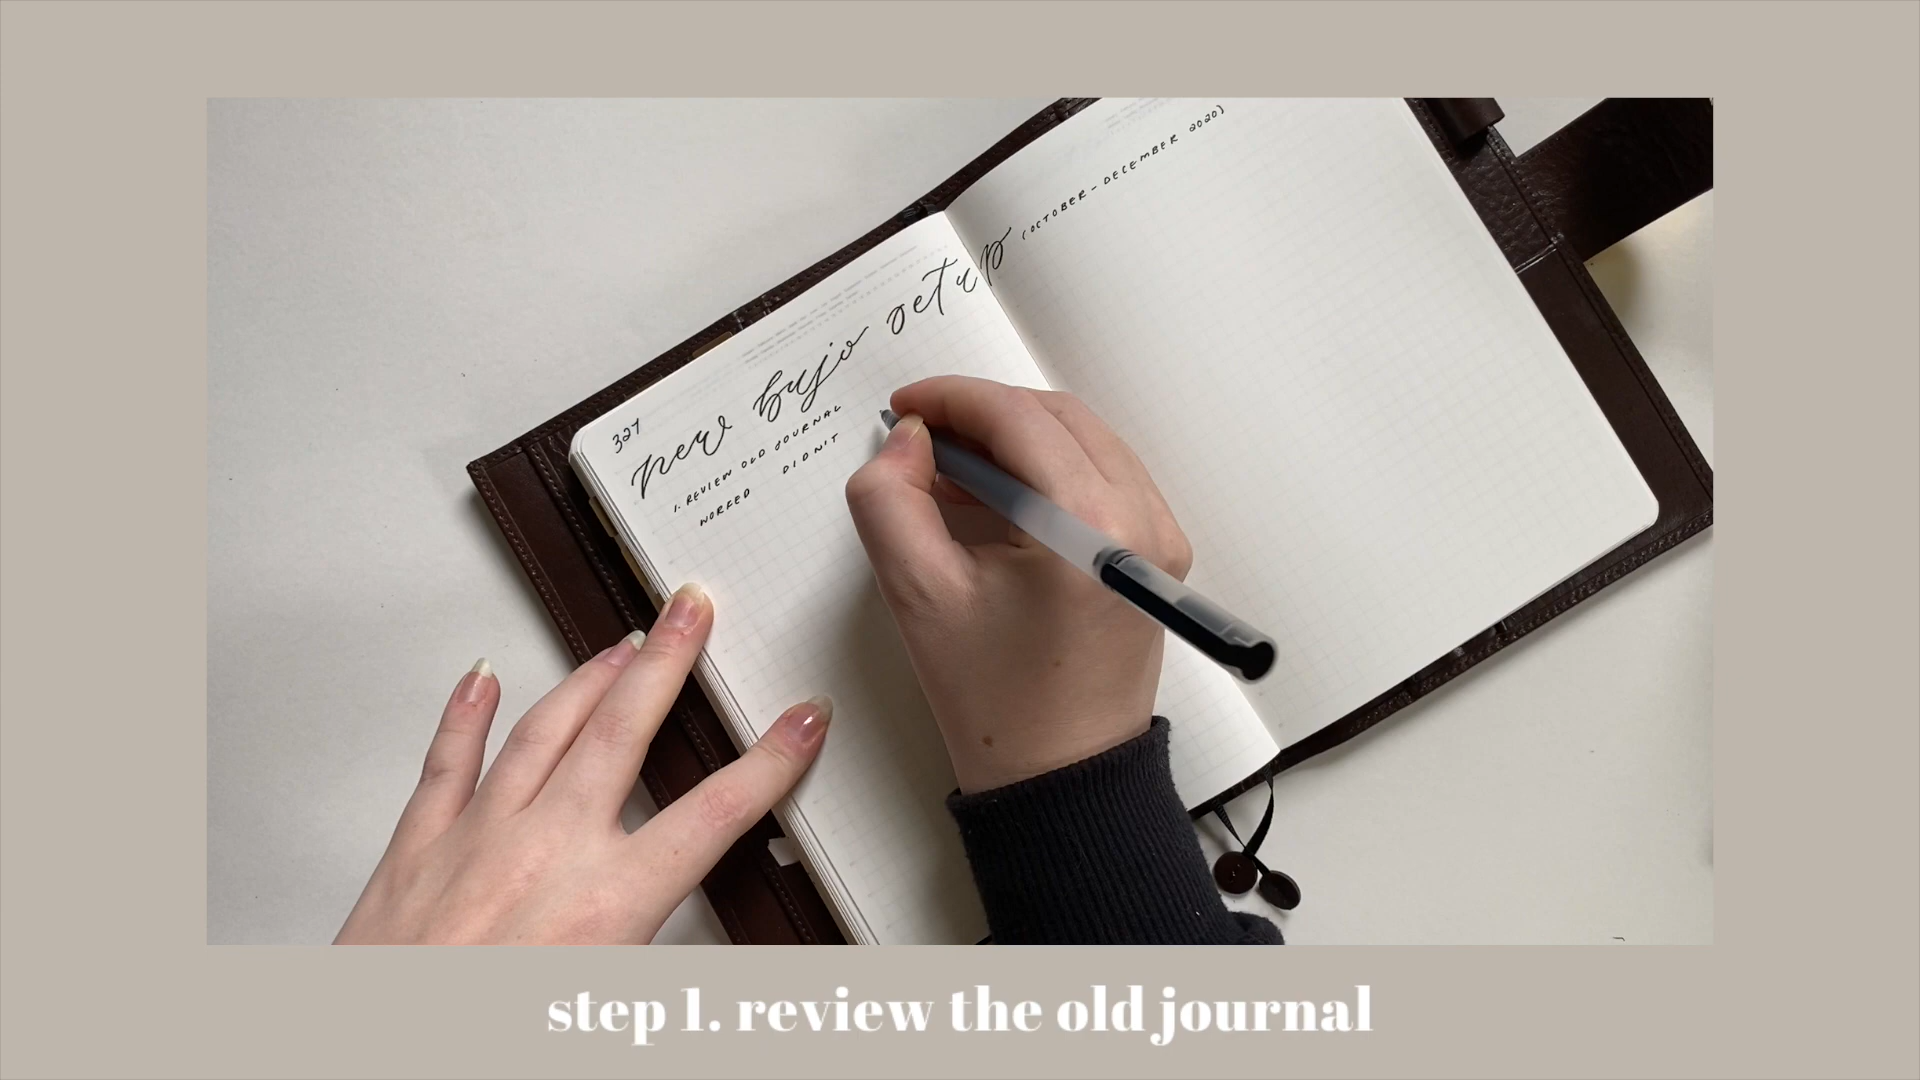 327
new bujo setup (OCTOBER - DECEMBER 2020)
1. REVIEW OLD JOURNAL
WORKED DIDN'T
step 1. review the old journal